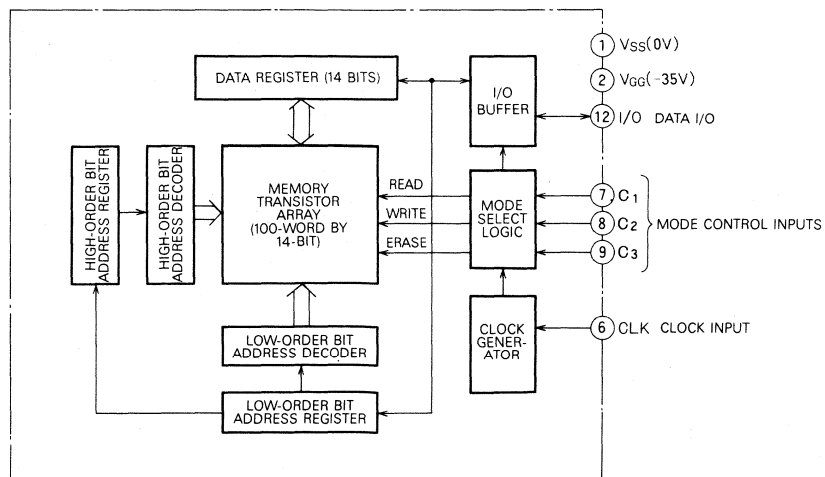 1 VSS(0V)
DATA REGISTER (14 BITS)
I/O
BUFFER
2 VGG(-35V)
12 I/O DATA I/O
HIGH-ORDER BIT
ADDRESS REGISTER
HIGH-ORDER BIT
ADDRESS DECODER
MEMORY
TRANSISTOR
ARRAY
(100-WORD BY
14-BIT)
READ
WRITE
ERASE
MODE
SELECT
LOGIC
7 C1
8 C2
9 C3
MODE CONTROL INPUTS
LOW-ORDER BIT
ADDRESS DECODER
CLOCK
GENER-
ATOR
6 CLK CLOCK INPUT
LOW-ORDER BIT
ADDRESS REGISTER